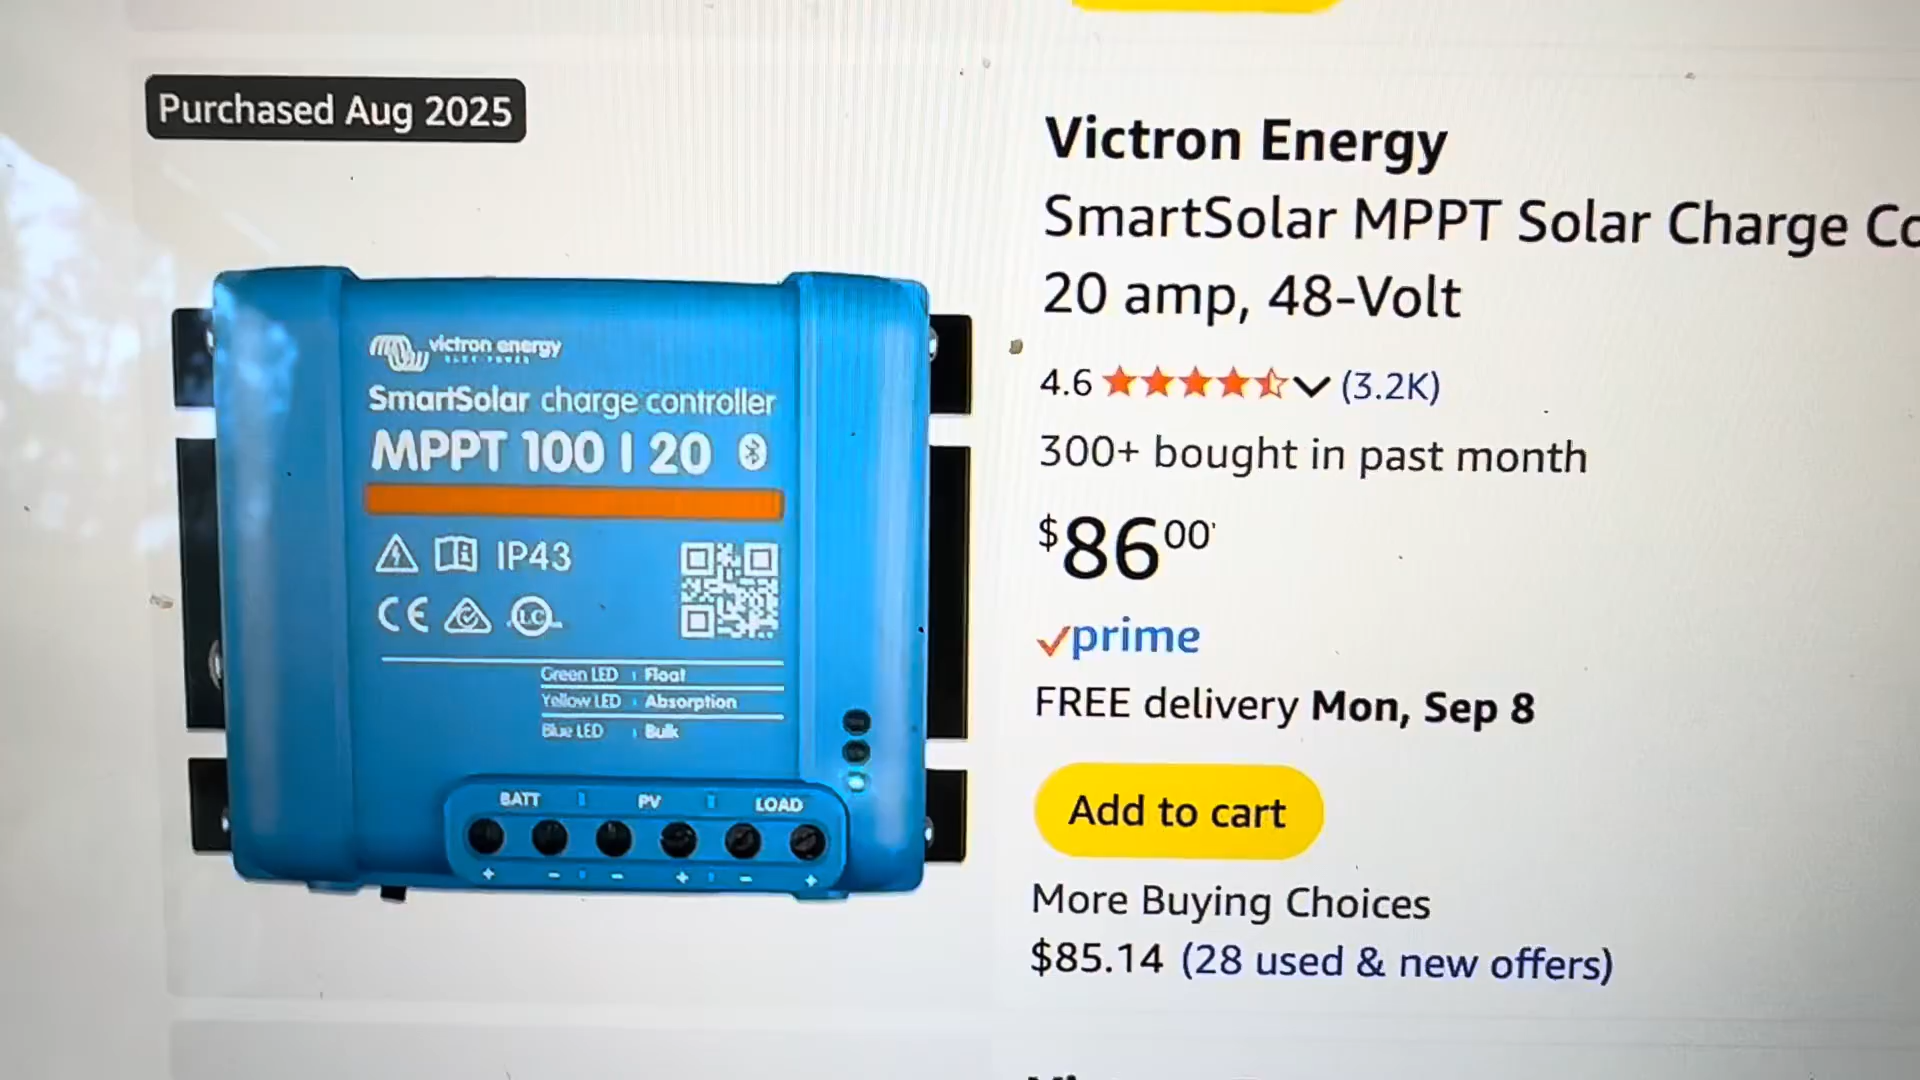 Purchased Aug 2025
Victron Energy
SmartSolar MPPT Solar Charge Co
20 amp, 48-Volt
4.6 (3.2K)
300+ bought in past month
$86.00
prime
FREE delivery Mon, Sep 8
Add to cart
More Buying Choices
$85.14 (28 used & new offers)
victron energy
SmartSolar charge controller
MPPT 100 | 20
IP43
CE
Green LED Float
Yellow LED Absorption
Blue LED Bulk
BATT PV LOAD
+ - - + - +